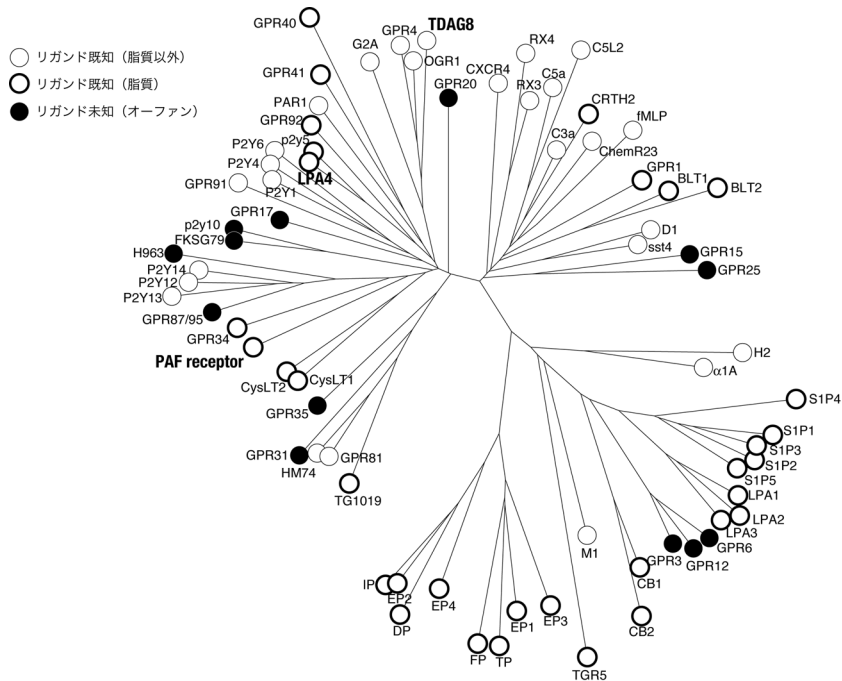 リガンド既知（脂質以外）
リガンド既知（脂質）
リガンド未知（オーファン）
GPR40
G2A
GPR4
TDAG8
OGR1
GPR20
CXCR4
RX4
RX3
C5a
C5L2
CRTH2
fMLP
C3a
ChemR23
GPR1
BLT1
BLT2
D1
sst4
GPR15
GPR25
GPR41
PAR1
GPR92
p2y5
P2Y6
P2Y4
LPA4
P2Y1
GPR91
GPR17
p2y10
FKSG79
H963
P2Y14
P2Y12
P2Y13
GPR87/95
GPR34
PAF receptor
CysLT2
CysLT1
GPR35
GPR31
HM74
GPR81
TG1019
H2
α1A
S1P4
S1P1
S1P3
S1P2
S1P5
LPA1
LPA2
LPA3
GPR6
GPR12
GPR3
M1
CB1
CB2
TGR5
EP3
EP1
TP
FP
EP4
DP
EP2
IP